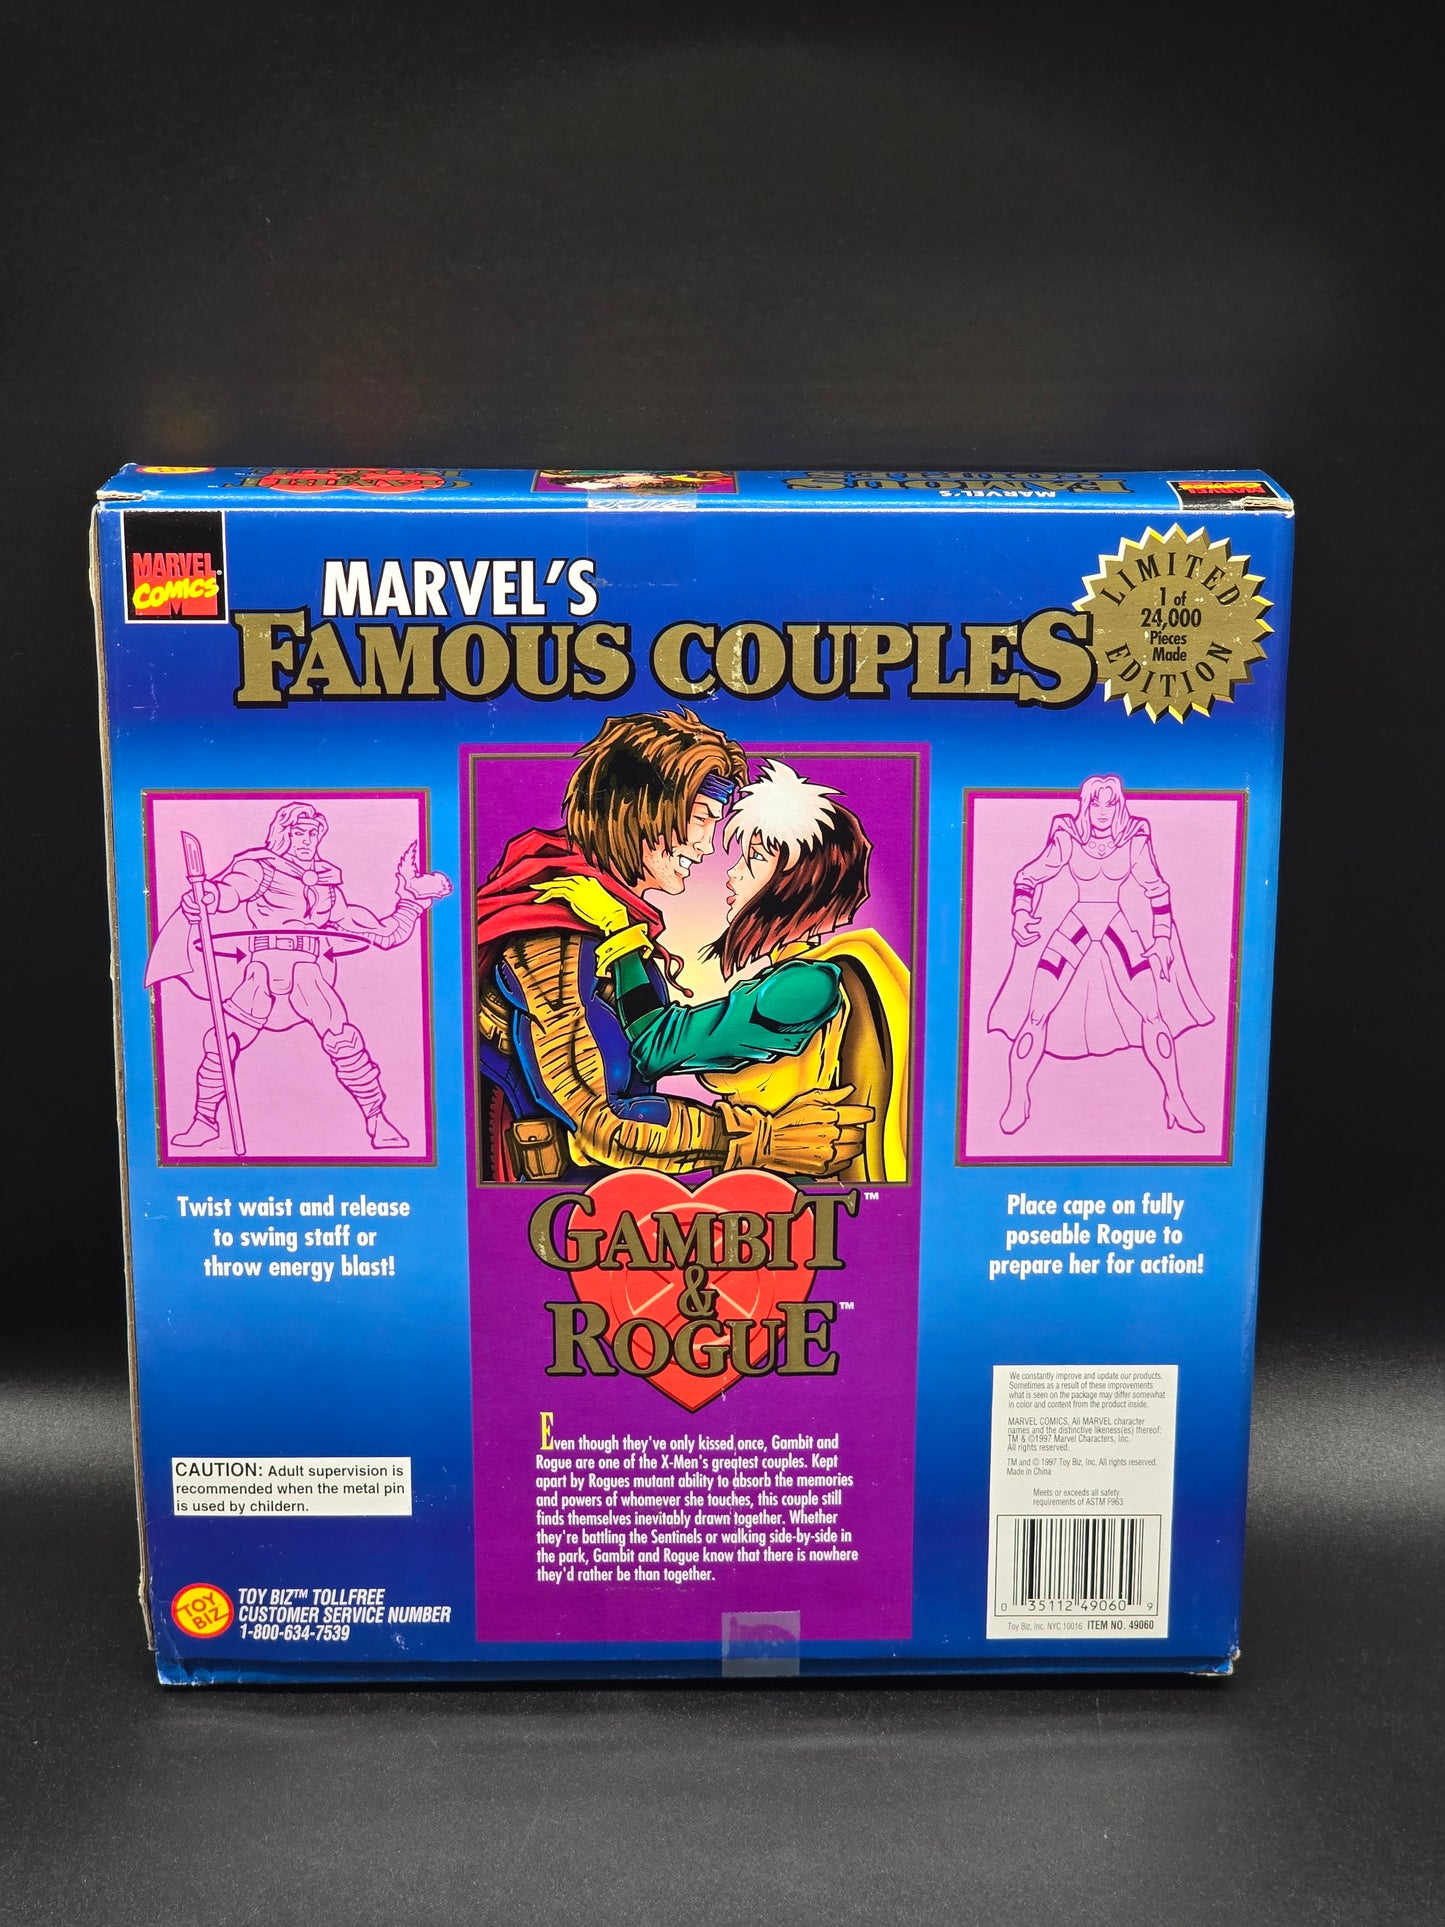 GAMBIT
MARVEL'S
FAMOUS
COUPLES
MARVEL
MARVEL
COMICS
MARVEL'S
FAMOUS COUPLES
LIMITED
1 of
24,000
Pieces
Made
EDITION
Twist waist and release
to swing staff or
throw energy blast!
GAMBIT™
&
ROGUE™
Place cape on fully
poseable Rogue to
prepare her for action!
Even though they've only kissed once, Gambit and
Rogue are one of the X-Men's greatest couples. Kept
apart by Rogues mutant ability to absorb the memories
and powers of whomever she touches, this couple still
finds themselves inevitably drawn together. Whether
they're battling the Sentinels or walking side-by-side in
the park, Gambit and Rogue know that there is nowhere
they'd rather be than together.
CAUTION: Adult supervision is
recommended when the metal pin
is used by childern.
TOY
BIZ
TOY BIZ™ TOLLFREE
CUSTOMER SERVICE NUMBER
1-800-634-7539
We constantly improve and update our products.
Sometimes as a result of these improvements
what is seen on the package may differ somewhat
in color and content from the product inside.
MARVEL COMICS, All MARVEL character
names and the distinctive likeness(es) thereof:
TM & ©1997 Marvel Characters, Inc.
All rights reserved.
TM and © 1997 Toy Biz, Inc. All rights reserved.
Made in China
Meets or exceeds all safety
requirements of ASTM F963
0 35112 49060 9
Toy Biz, Inc. NYC 10016 ITEM NO. 49060